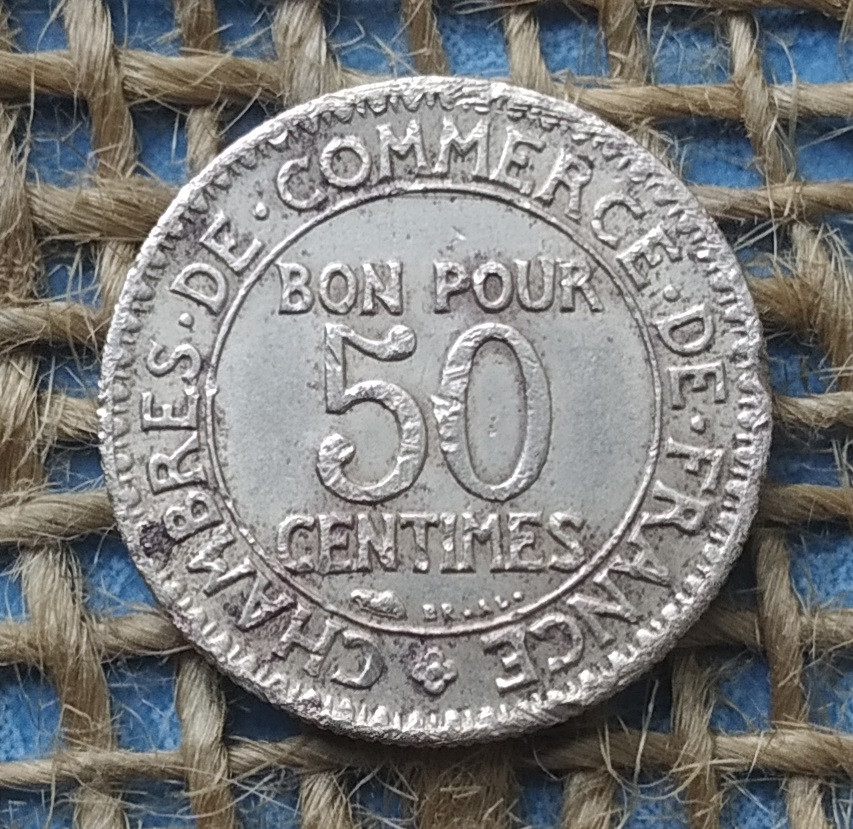 CHAMBRES·DE·COMMERCE·DE·FRANCE
BON POUR
50
CENTIMES